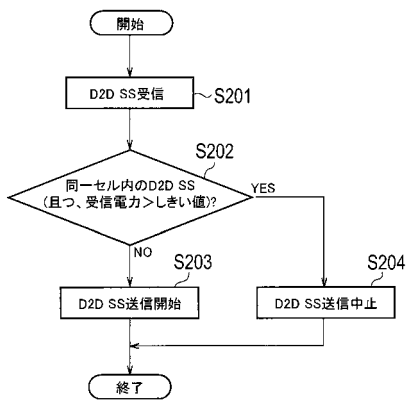 開始
D2D SS受信
S201
S202
同一セル内のD2D SS
(且つ、受信電力>しきい値)?
YES
NO
S203
S204
D2D SS送信開始
D2D SS送信中止
終了